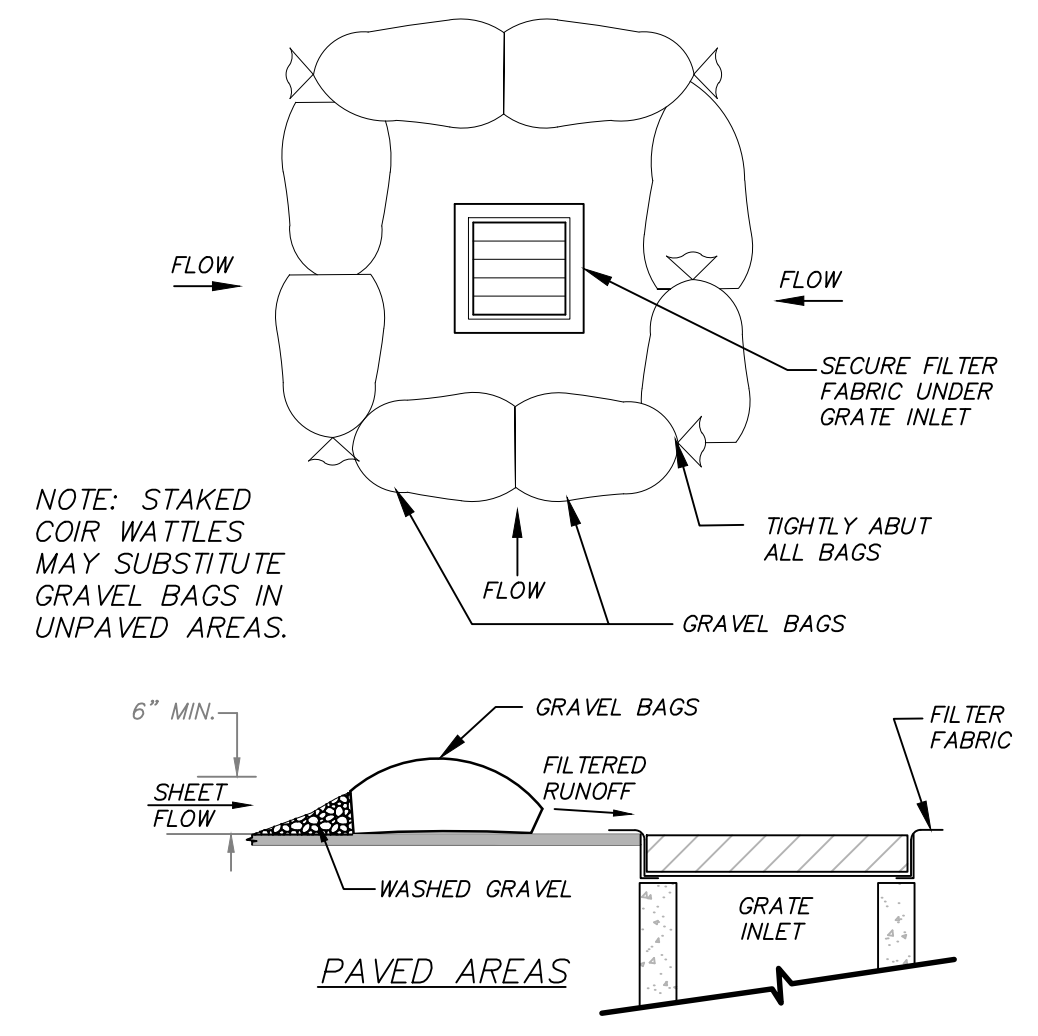 FLOW
FLOW
SECURE FILTER
FABRIC UNDER
GRATE INLET
NOTE: STAKED
COIR WATTLES
MAY SUBSTITUTE
GRAVEL BAGS IN
UNPAVED AREAS.
TIGHTLY ABUT
ALL BAGS
FLOW
GRAVEL BAGS
6" MIN.
GRAVEL BAGS
FILTER
FABRIC
SHEET
FLOW
FILTERED
RUNOFF
WASHED GRAVEL
GRATE
INLET
PAVED AREAS